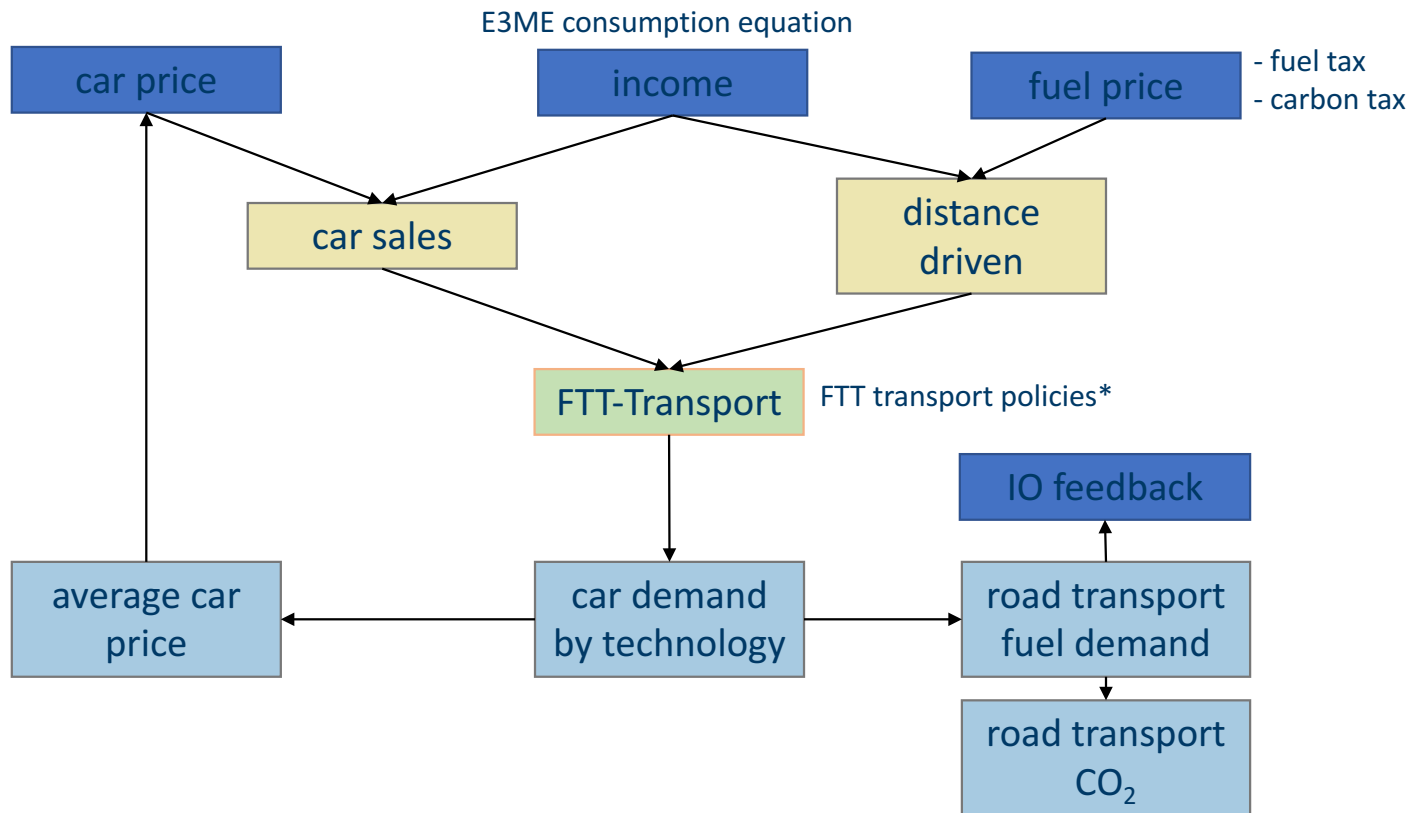 E3ME consumption equation
car price
income
fuel price
- fuel tax
- carbon tax
car sales
distance
driven
FTT-Transport
FTT transport policies*
IO feedback
average car
price
car demand
by technology
road transport
fuel demand
road transport
CO₂